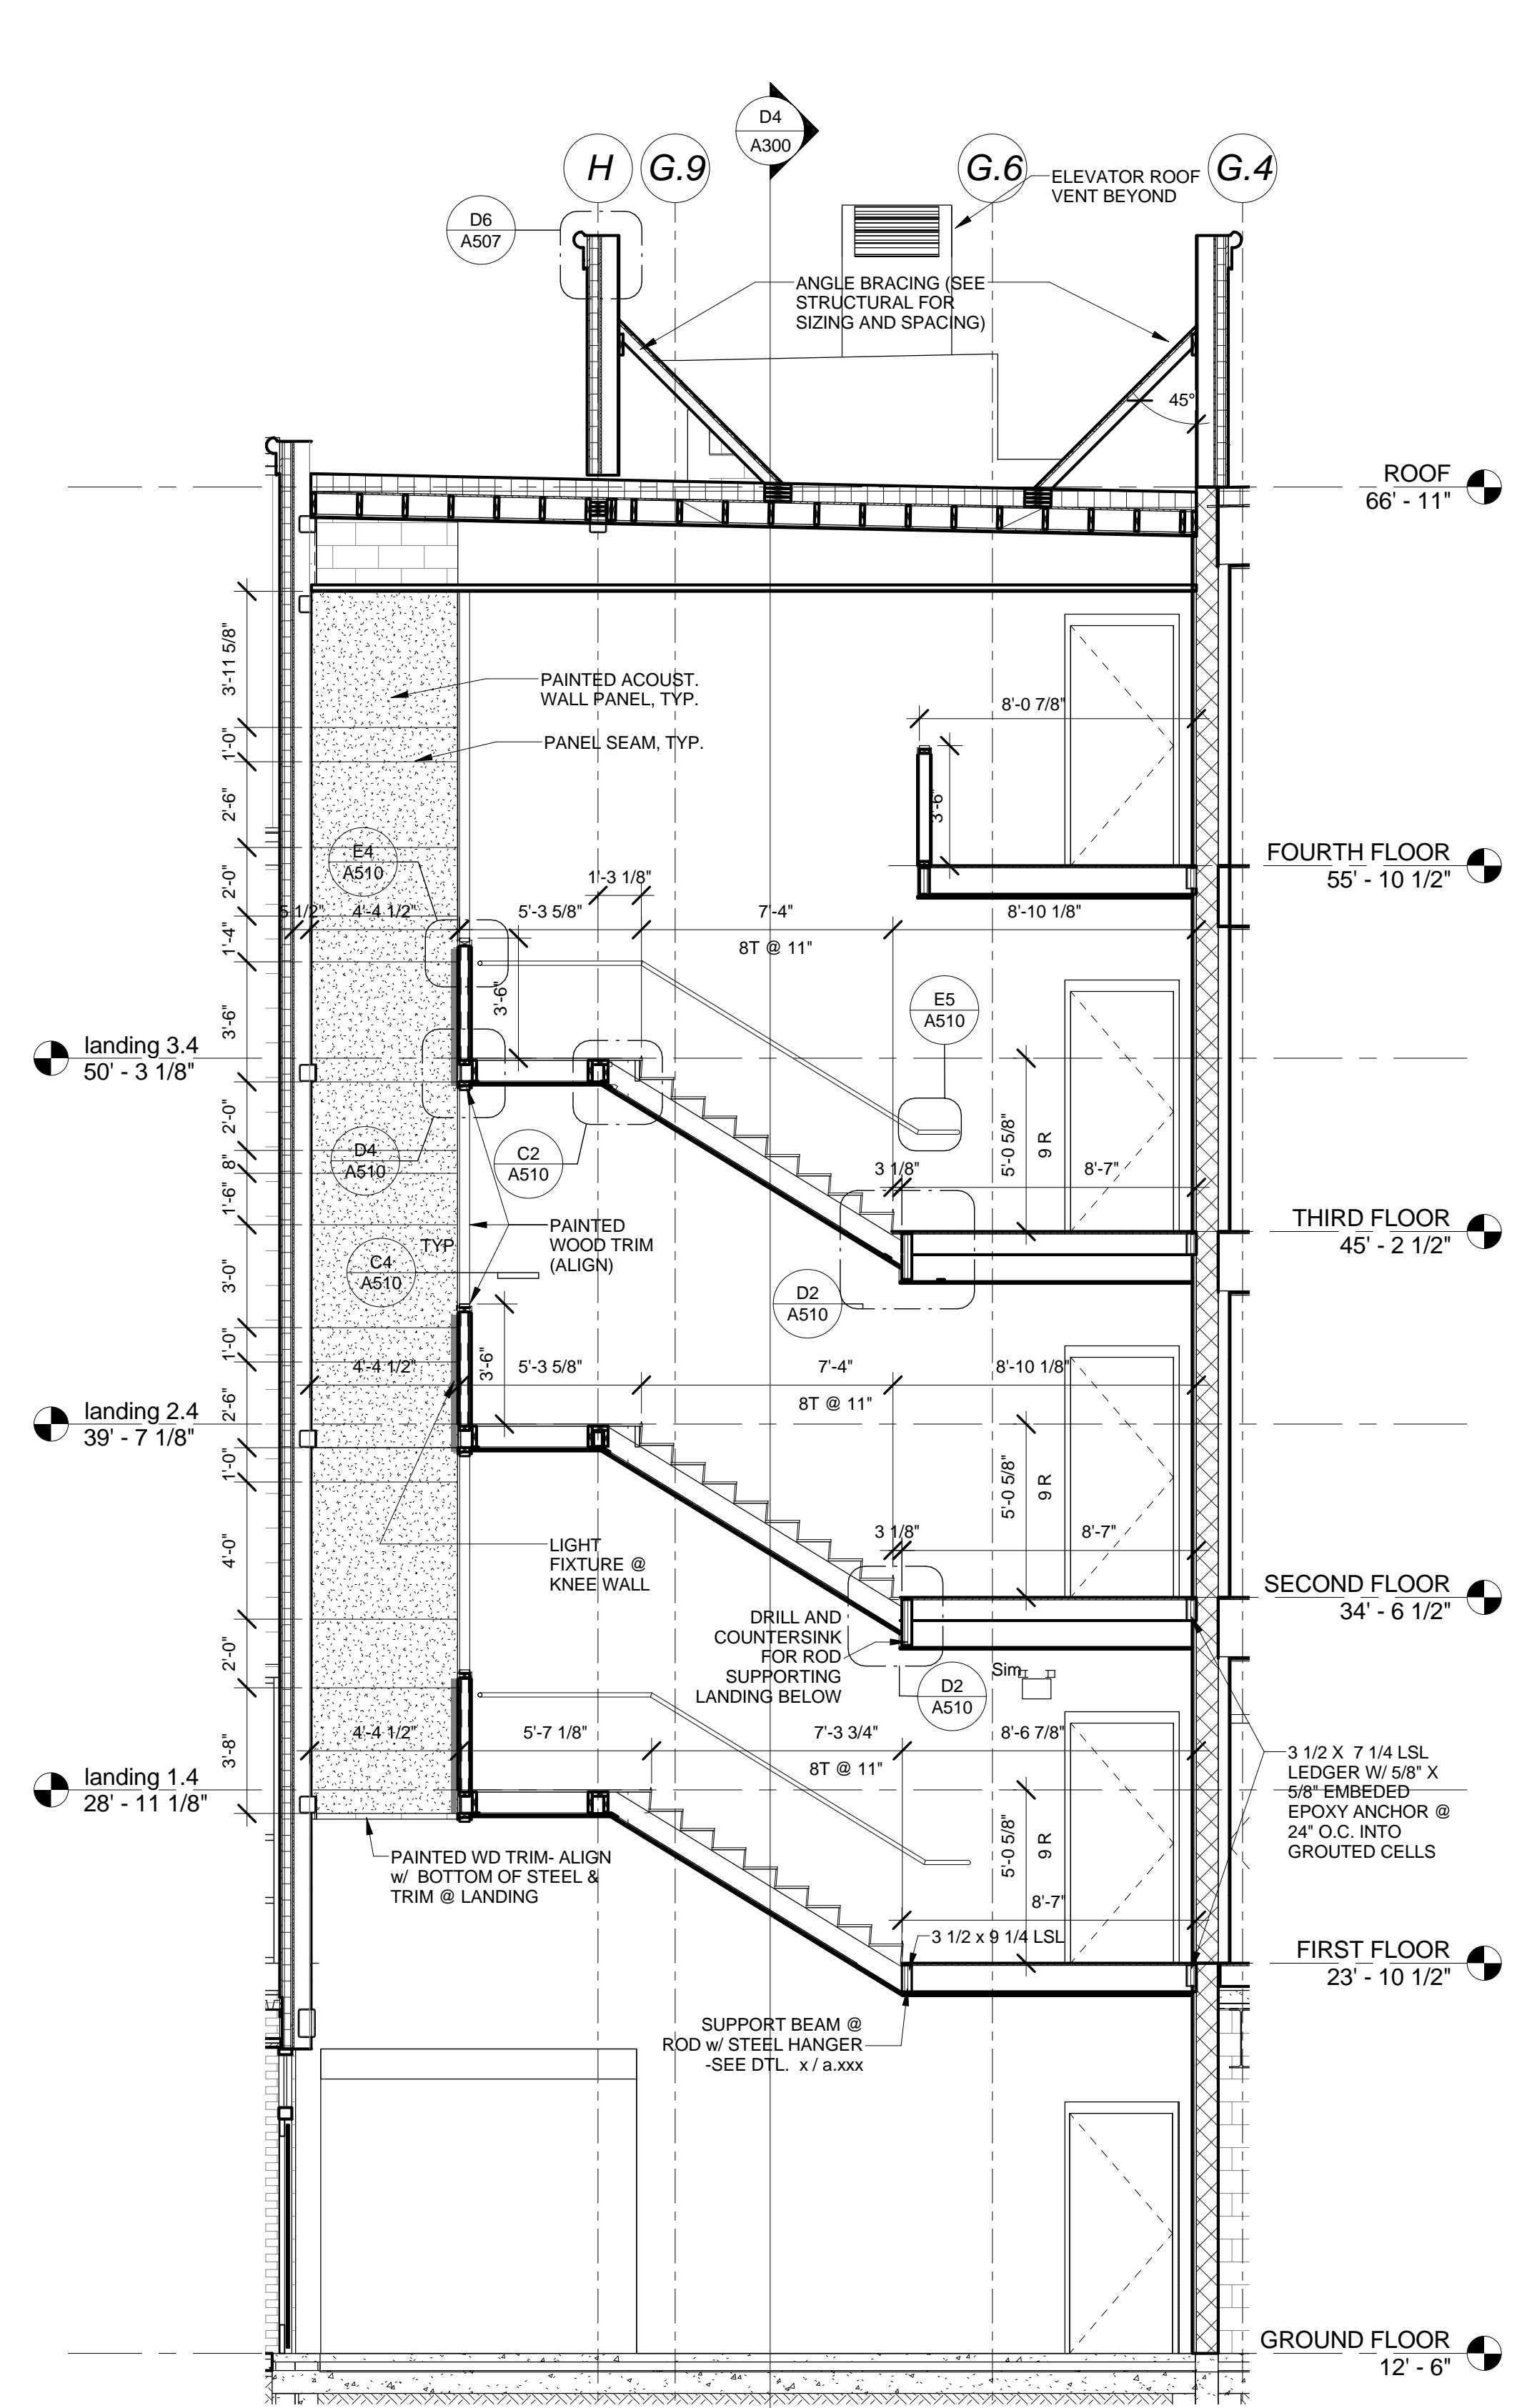 D4
A300
H
G.9
G.6
G.4
D6
A507
ELEVATOR ROOF
VENT BEYOND
ANGLE BRACING (SEE
STRUCTURAL FOR
SIZING AND SPACING)
45°
ROOF
66' - 11"
3'-11 5/8"
PAINTED ACOUST.
WALL PANEL, TYP.
8'-0 7/8"
1'-0"
PANEL SEAM, TYP.
2'-6"
3'-6"
E4
A510
FOURTH FLOOR
55' - 10 1/2"
2'-0"
1'-3 1/8"
5 1/2"
4'-4 1/2"
5'-3 5/8"
7'-4"
8'-10 1/8"
8T @ 11"
1'-4"
3'-6"
3'-6"
E5
A510
landing 3.4
50' - 3 1/8"
2'-0"
D4
A510
C2
A510
5'-0 5/8"
9 R
8"
3 1/8"
8'-7"
1'-6"
PAINTED
WOOD TRIM
(ALIGN)
THIRD FLOOR
45' - 2 1/2"
TYP
C4
A510
3'-0"
D2
A510
1'-0"
3'-6"
4'-4 1/2"
5'-3 5/8"
7'-4"
8'-10 1/8"
8T @ 11"
2'-6"
landing 2.4
39' - 7 1/8"
1'-0"
5'-0 5/8"
9 R
4'-0"
3 1/8"
8'-7"
LIGHT
FIXTURE @
KNEE WALL
SECOND FLOOR
34' - 6 1/2"
DRILL AND
COUNTERSINK
FOR ROD
SUPPORTING
LANDING BELOW
2'-0"
Sim
D2
A510
4'-4 1/2"
5'-7 1/8"
7'-3 3/4"
8'-6 7/8"
8T @ 11"
3'-8"
3 1/2 X 7 1/4 LSL
LEDGER W/ 5/8" X
5/8" EMBEDED
EPOXY ANCHOR @
24" O.C. INTO
GROUTED CELLS
landing 1.4
28' - 11 1/8"
5'-0 5/8"
9 R
PAINTED WD TRIM- ALIGN
w/ BOTTOM OF STEEL &
TRIM @ LANDING
8'-7"
3 1/2 x 9 1/4 LSL
FIRST FLOOR
23' - 10 1/2"
SUPPORT BEAM @
ROD w/ STEEL HANGER
-SEE DTL. x / a.xxx
GROUND FLOOR
12' - 6"